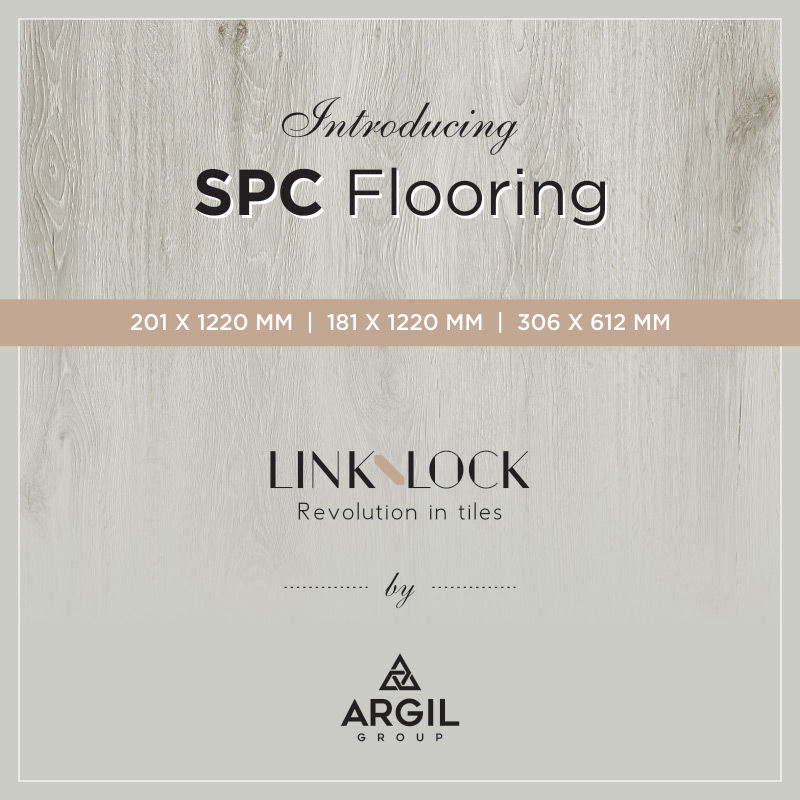 Introducing
SPC Flooring
201 X 1220 MM | 181 X 1220 MM | 306 X 612 MM
LINK LOCK
Revolution in tiles
by
ARGIL
GROUP